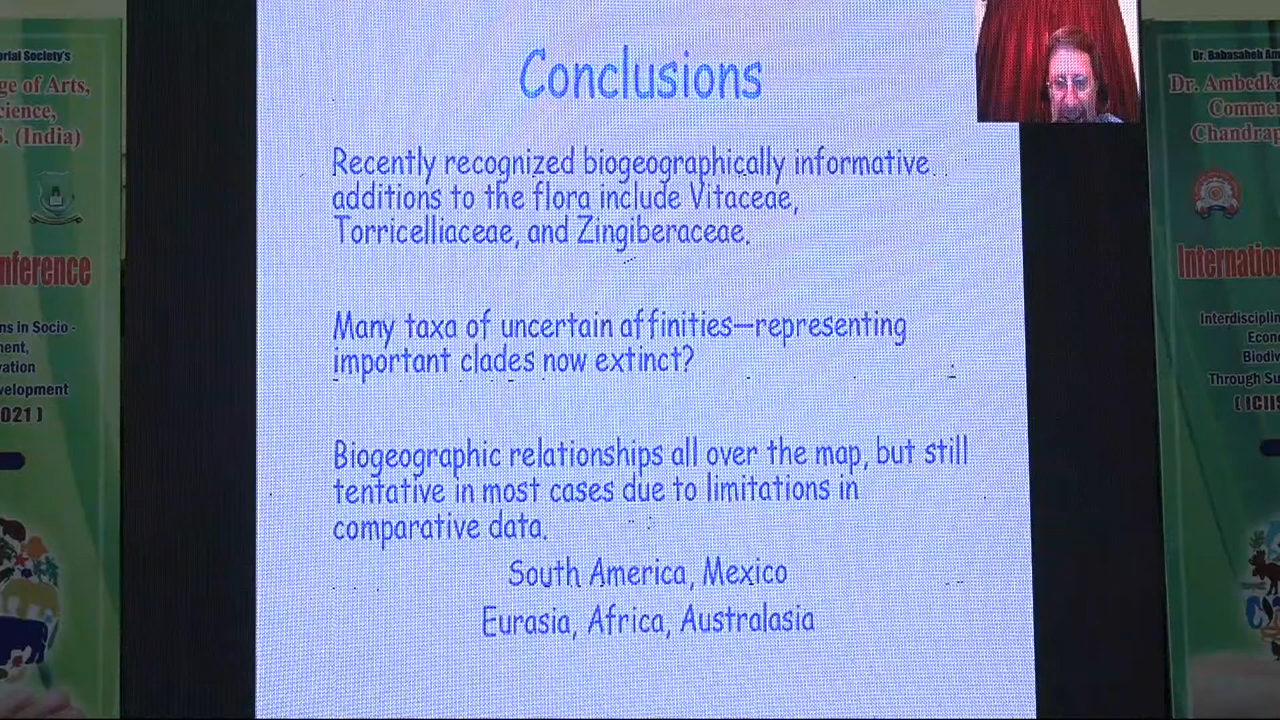 Conclusions
Recently recognized biogeographically informative
additions to the flora include Vitaceae,
Torricelliaceae, and Zingiberaceae.
Many taxa of uncertain affinities—representing
important clades now extinct?
Biogeographic relationships all over the map, but still
tentative in most cases due to limitations in
comparative data.
South America, Mexico
Eurasia, Africa, Australasia
orial Society's
ge of Arts,
cience,
S. (India)
nference
ns in Socio -
ment,
vation
velopment
021 )
Dr. Babasaheb Am
Dr. Ambedk
Comme
Chandrap
Internatio
Interdisciplin
Econ
Biodiv
Through Su
( ICIIS